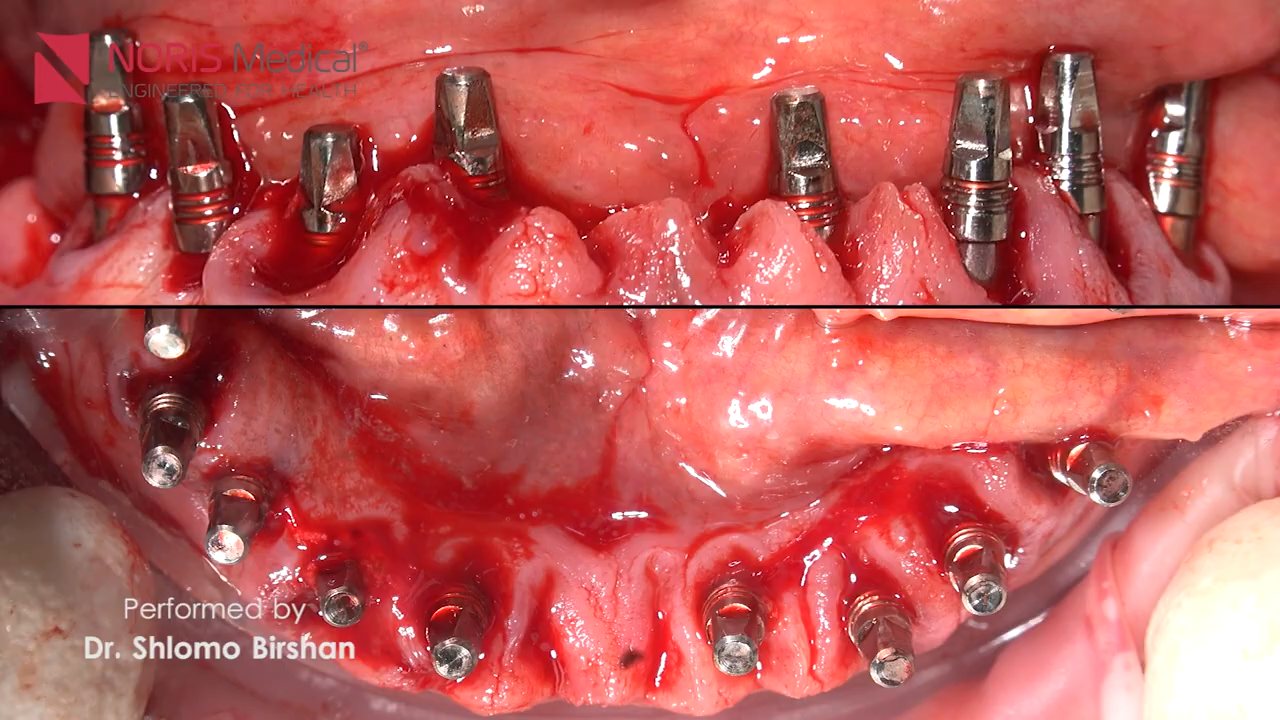 NORIS Medical®
ENGINEERED FOR HEALTH
Performed by
Dr. Shlomo Birshan